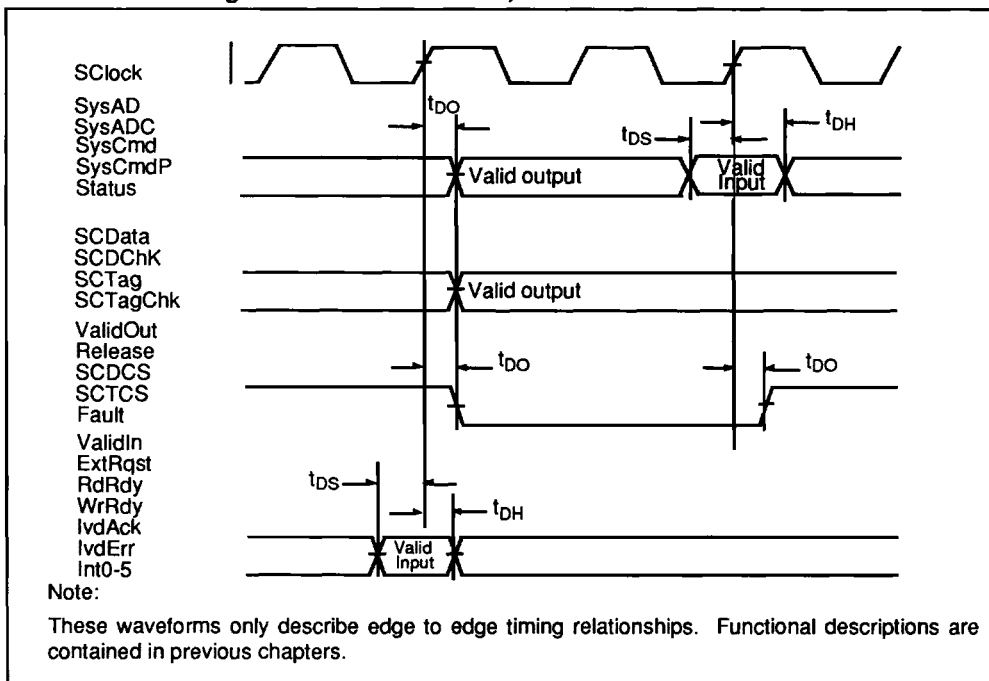 SClock
SysAD
SysADC
SysCmd
SysCmdP
Status
tDO
tDS
tDH
Valid output
Valid
Input
SCData
SCDChK
SCTag
SCTagChk
Valid output
ValidOut
Release
SCDCS
SCTCS
Fault
tDO
tDO
ValidIn
ExtRqst
RdRdy
WrRdy
IvdAck
IvdErr
Int0-5
tDS
tDH
Valid
Input
Note:
These waveforms only describe edge to edge timing relationships. Functional descriptions are
contained in previous chapters.